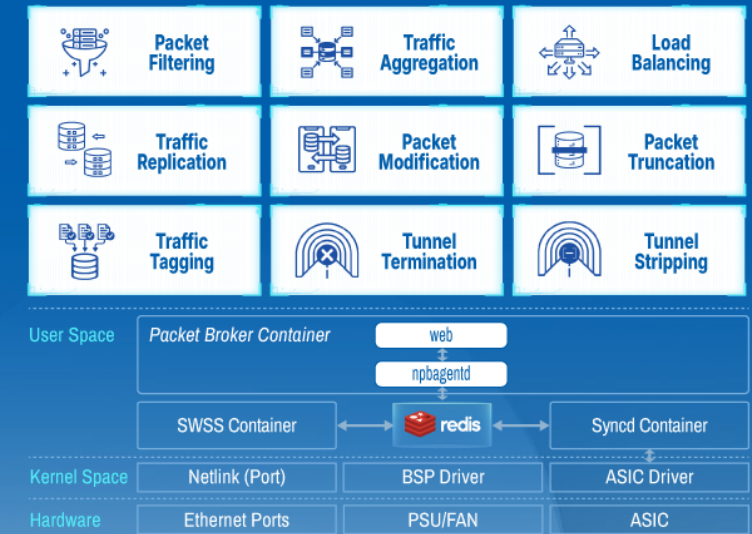 Packet
Filtering
Traffic
Aggregation
Load
Balancing
Traffic
Replication
Packet
Modification
Packet
Truncation
Traffic
Tagging
Tunnel
Termination
Tunnel
Stripping
User Space
Packet Broker Container
web
npbagentd
SWSS Container
redis
Syncd Container
Kernel Space
Netlink (Port)
BSP Driver
ASIC Driver
Hardware
Ethernet Ports
PSU/FAN
ASIC